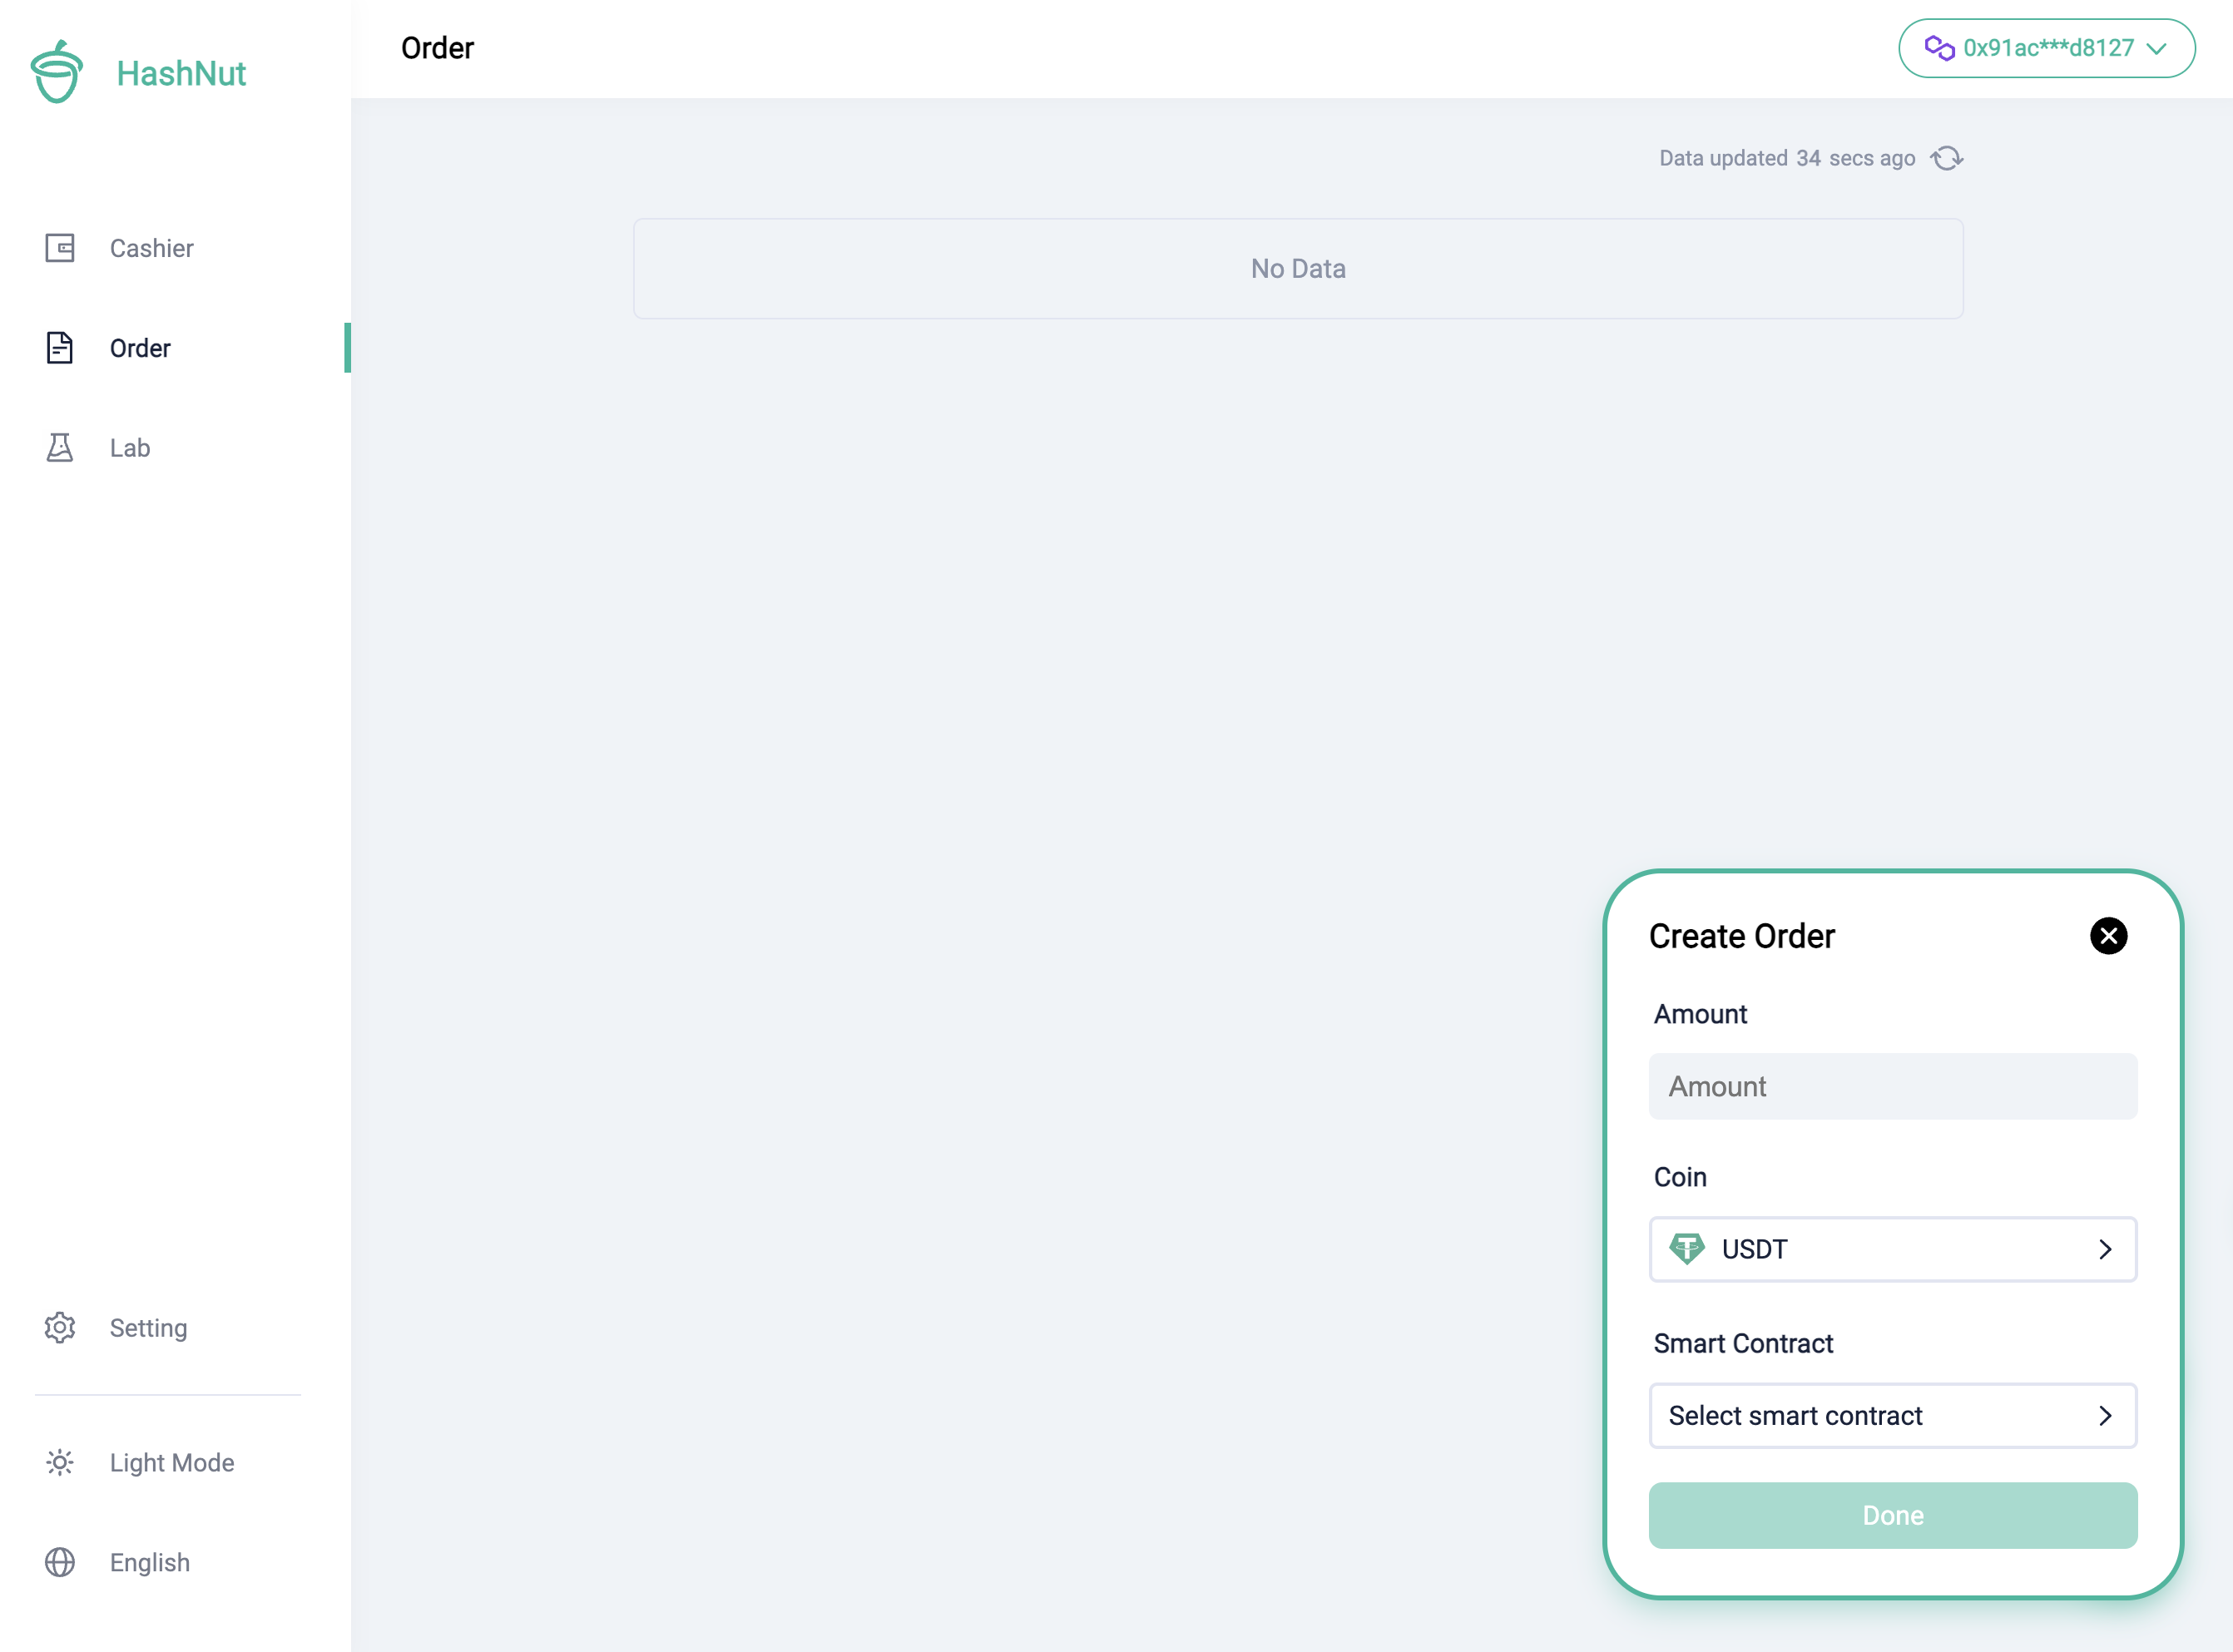 HashNut
Order
0x91ac***d8127
Cashier
Order
Lab
Data updated 34 secs ago
No Data
Create Order
Amount
Amount
Coin
USDT
Smart Contract
Select smart contract
Done
Setting
Light Mode
English